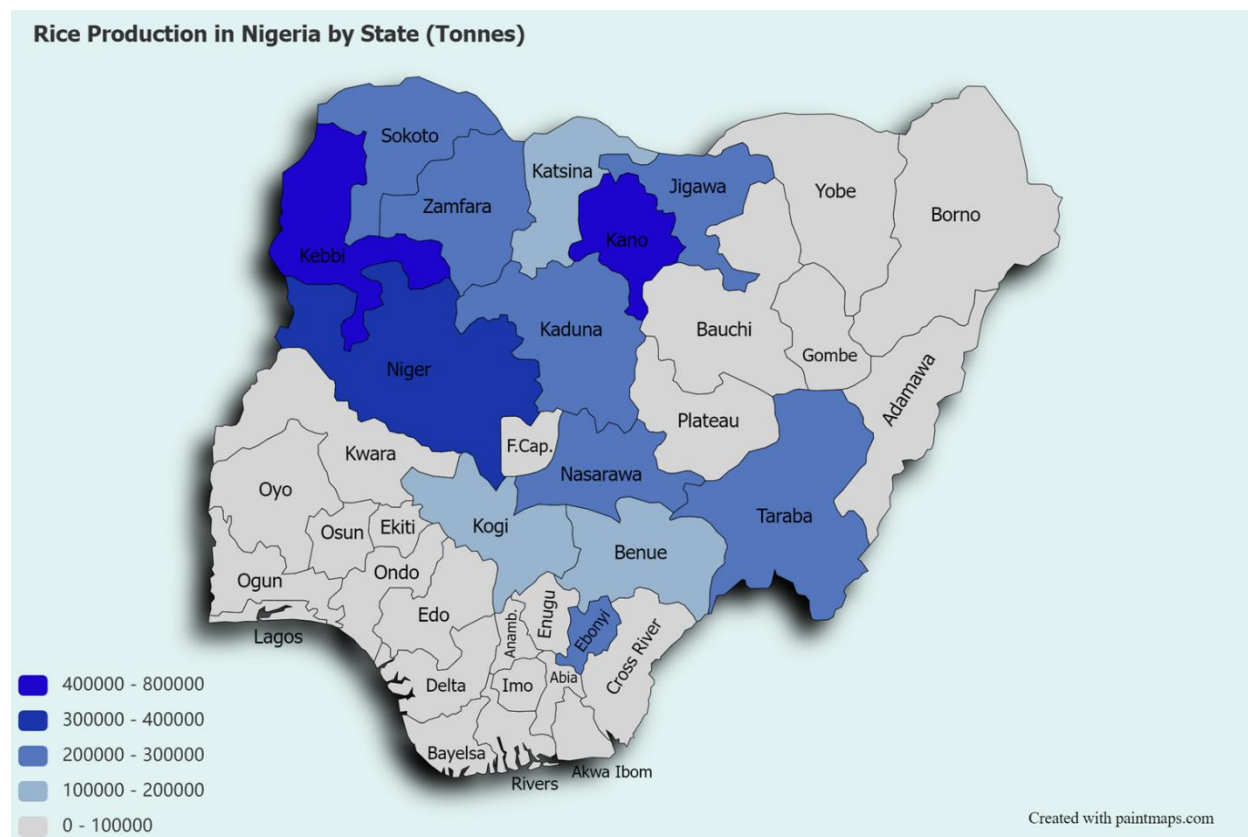 Rice Production in Nigeria by State (Tonnes)
Sokoto
Katsina
Jigawa
Yobe
Zamfara
Borno
Kano
Kebbi
Kaduna
Bauchi
Gombe
Niger
Adamawa
Plateau
F.Cap.
Kwara
Nasarawa
Oyo
Taraba
Kogi
Osun
Ekiti
Benue
Ondo
Ogun
Edo
Enugu
Anamb.
Ebonyi
Lagos
Cross River
Abia
Delta
Imo
Bayelsa
Rivers
Akwa Ibom
400000 - 800000
300000 - 400000
200000 - 300000
100000 - 200000
0 - 100000
Created with paintmaps.com